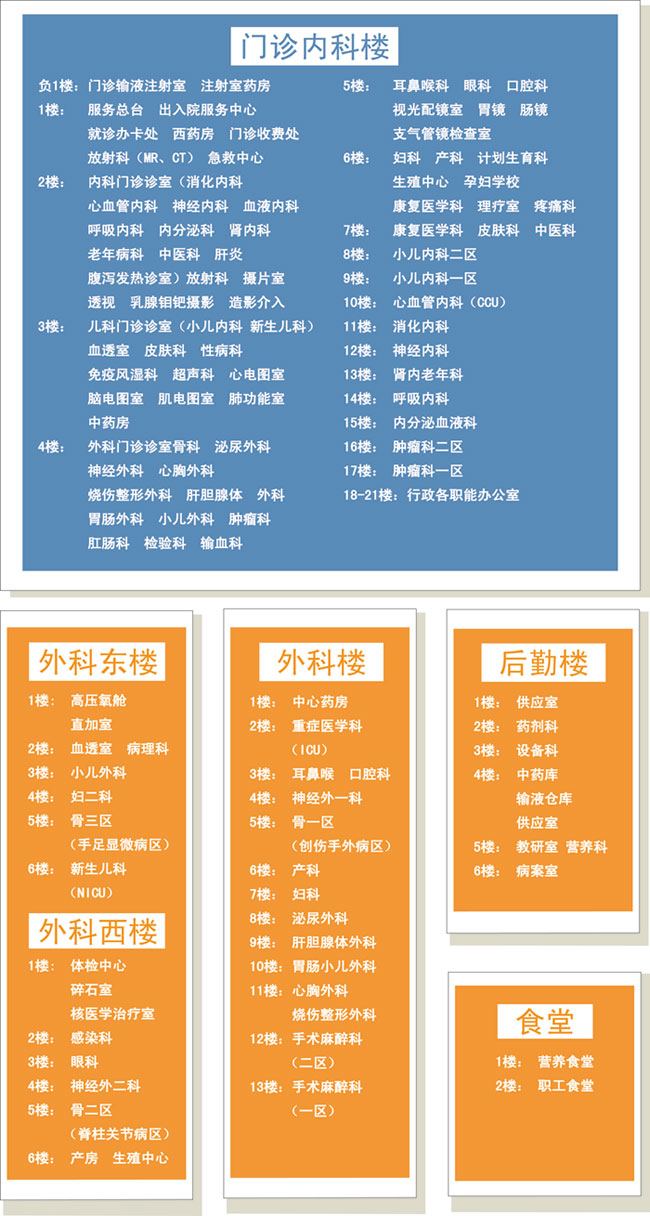 门诊内科楼
负1楼：门诊输液注射室 注射室药房
1楼： 服务总台 出入院服务中心
就诊办卡处 西药房 门诊收费处
放射科（MR、CT） 急救中心
2楼： 内科门诊诊室（消化内科
心血管内科 神经内科 血液内科
呼吸内科 内分泌科 肾内科
老年病科 中医科 肝炎
腹泻发热诊室）放射科 摄片室
透视 乳腺钼钯摄影 造影介入
3楼： 儿科门诊诊室（小儿内科 新生儿科）
血透室 皮肤科 性病科
免疫风湿科 超声科 心电图室
脑电图室 肌电图室 肺功能室
中药房
4楼： 外科门诊诊室骨科 泌尿外科
神经外科 心胸外科
烧伤整形外科 肝胆腺体 外科
胃肠外科 小儿外科 肿瘤科
肛肠科 检验科 输血科
5楼： 耳鼻喉科 眼科 口腔科
视光配镜室 胃镜 肠镜
支气管镜检查室
6楼： 妇科 产科 计划生育科
生殖中心 孕妇学校
康复医学科 理疗室 疼痛科
7楼： 康复医学科 皮肤科 中医科
8楼： 小儿内科二区
9楼： 小儿内科一区
10楼： 心血管内科（CCU）
11楼： 消化内科
12楼： 神经内科
13楼： 肾内老年科
14楼： 呼吸内科
15楼： 内分泌血液科
16楼： 肿瘤科二区
17楼： 肿瘤科一区
18-21楼：行政各职能办公室
外科东楼
1楼： 高压氧舱
直加室
2楼： 血透室 病理科
3楼： 小儿外科
4楼： 妇二科
5楼： 骨三区
（手足显微病区）
6楼： 新生儿科
（NICU）
外科西楼
1楼： 体检中心
碎石室
核医学治疗室
2楼： 感染科
3楼： 眼科
4楼： 神经外二科
5楼： 骨二区
（脊柱关节病区）
6楼： 产房 生殖中心
外科楼
1楼： 中心药房
2楼： 重症医学科
（ICU）
3楼： 耳鼻喉 口腔科
4楼： 神经外一科
5楼： 骨一区
（创伤手外病区）
6楼： 产科
7楼： 妇科
8楼： 泌尿外科
9楼： 肝胆腺体外科
10楼：胃肠小儿外科
11楼： 心胸外科
烧伤整形外科
12楼：手术麻醉科
（二区）
13楼：手术麻醉科
（一区）
后勤楼
1楼： 供应室
2楼： 药剂科
3楼： 设备科
4楼： 中药库
输液仓库
供应室
5楼： 教研室 营养科
6楼： 病案室
食堂
1楼： 营养食堂
2楼： 职工食堂